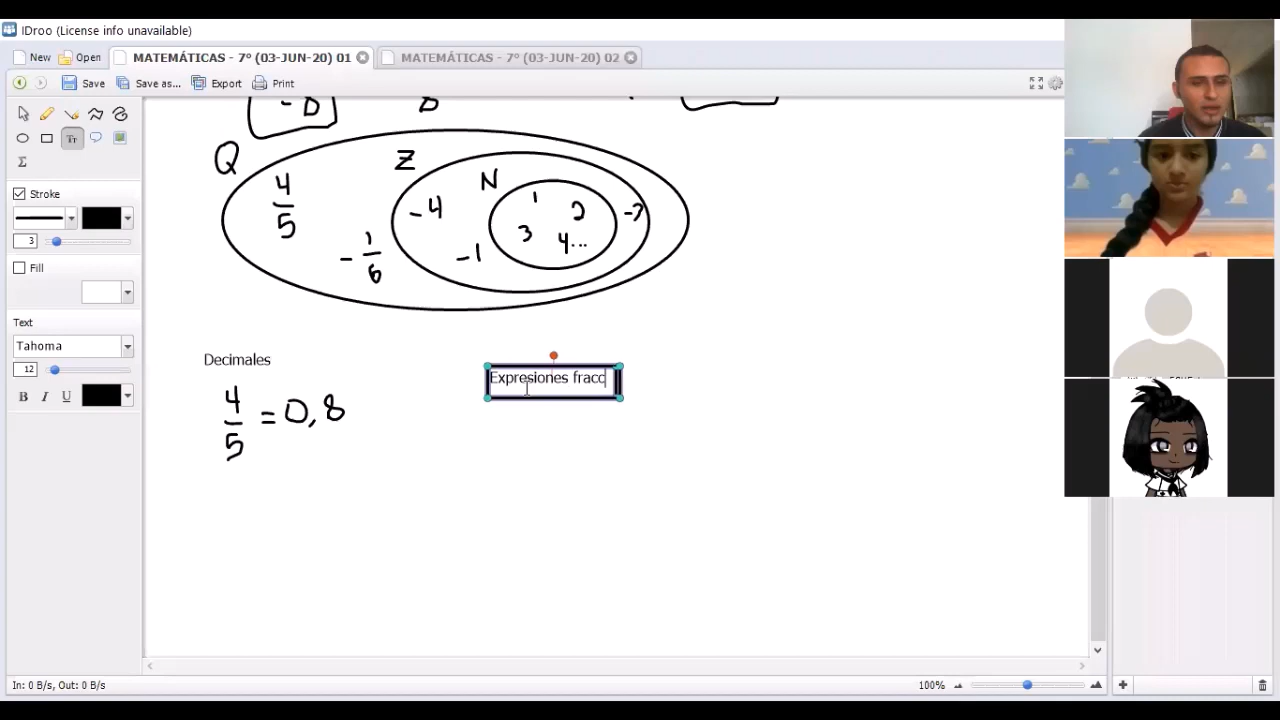 IDroo (License info unavailable)
New Open MATEMÁTICAS - 7º (03-JUN-20) 01 MATEMÁTICAS - 7º (03-JUN-20) 02
Save Save as... Export Print
Q Z N
4/5 -4 1 2 -7
3 4...
-1/6 -1
Stroke
3
Fill
Text
Tahoma
12
B I U
Decimales
Expresiones fracc
4/5 = 0,8
In: 0 B/s, Out: 0 B/s 100%